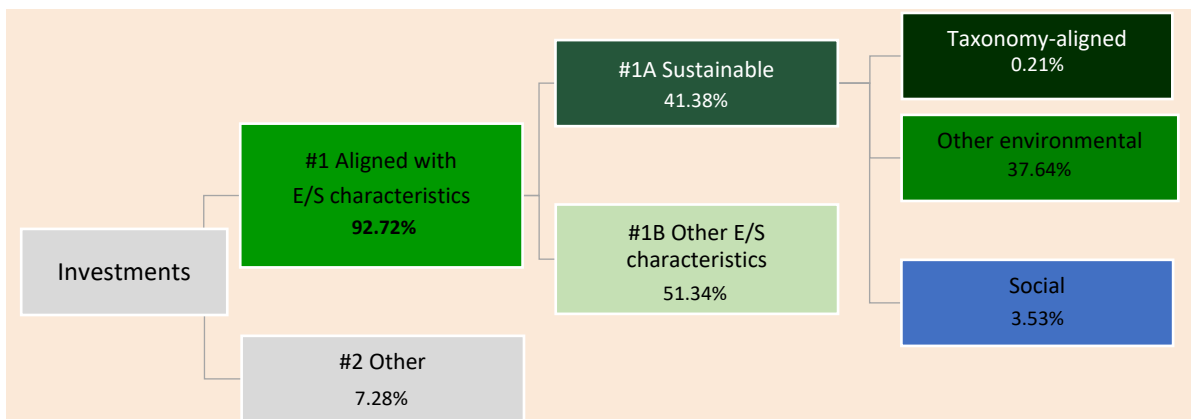 Investments
#1 Aligned with
E/S characteristics
92.72%
#2 Other
7.28%
#1A Sustainable
41.38%
#1B Other E/S
characteristics
51.34%
Taxonomy-aligned
0.21%
Other environmental
37.64%
Social
3.53%